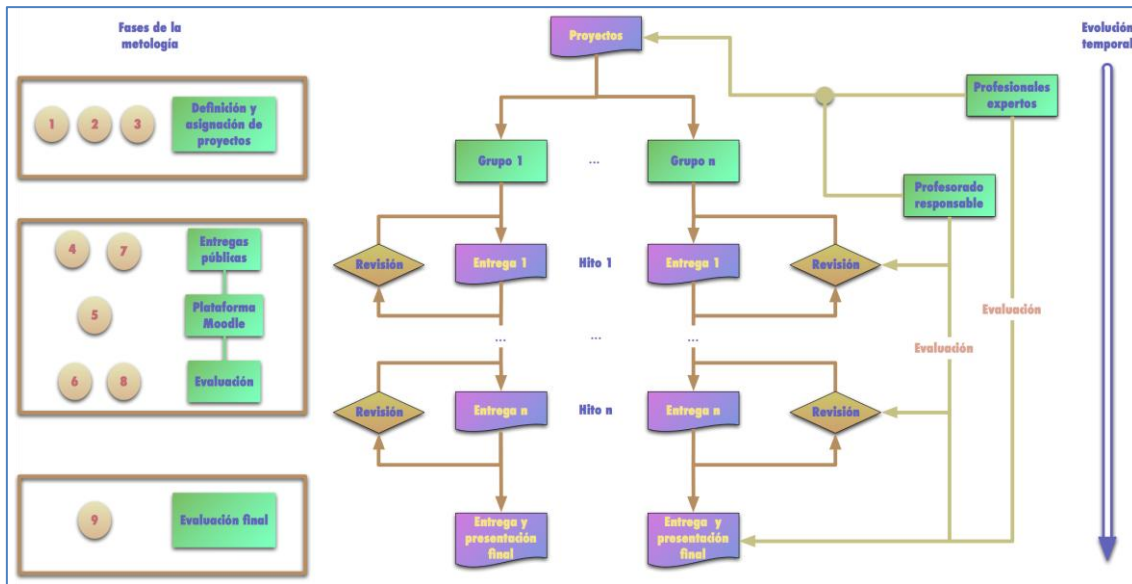 Fases de la
metología
Proyectos
Evolución
temporal
Profesionales
expertos
1 2 3
Definición y
asignación de
proyectos
Grupo 1
...
Grupo n
Profesorado
responsable
4 7
Entregas
públicas
Revisión
Entrega 1
Hito 1
Entrega 1
Revisión
5
Plataforma
Moodle
Evaluación
Evaluación
...
...
...
6 8
Evaluación
Revisión
Entrega n
Hito n
Entrega n
Revisión
9
Evaluación final
Entrega y
presentación
final
Entrega y
presentación
final